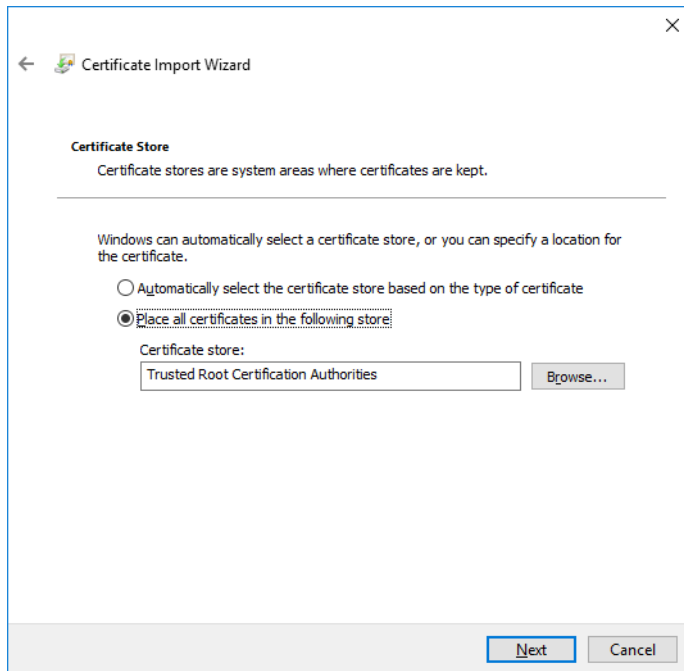 Certificate Import Wizard
Certificate Store
Certificate stores are system areas where certificates are kept.
Windows can automatically select a certificate store, or you can specify a location for
the certificate.
Automatically select the certificate store based on the type of certificate
Place all certificates in the following store
Certificate store:
Trusted Root Certification Authorities
Browse...
Next
Cancel